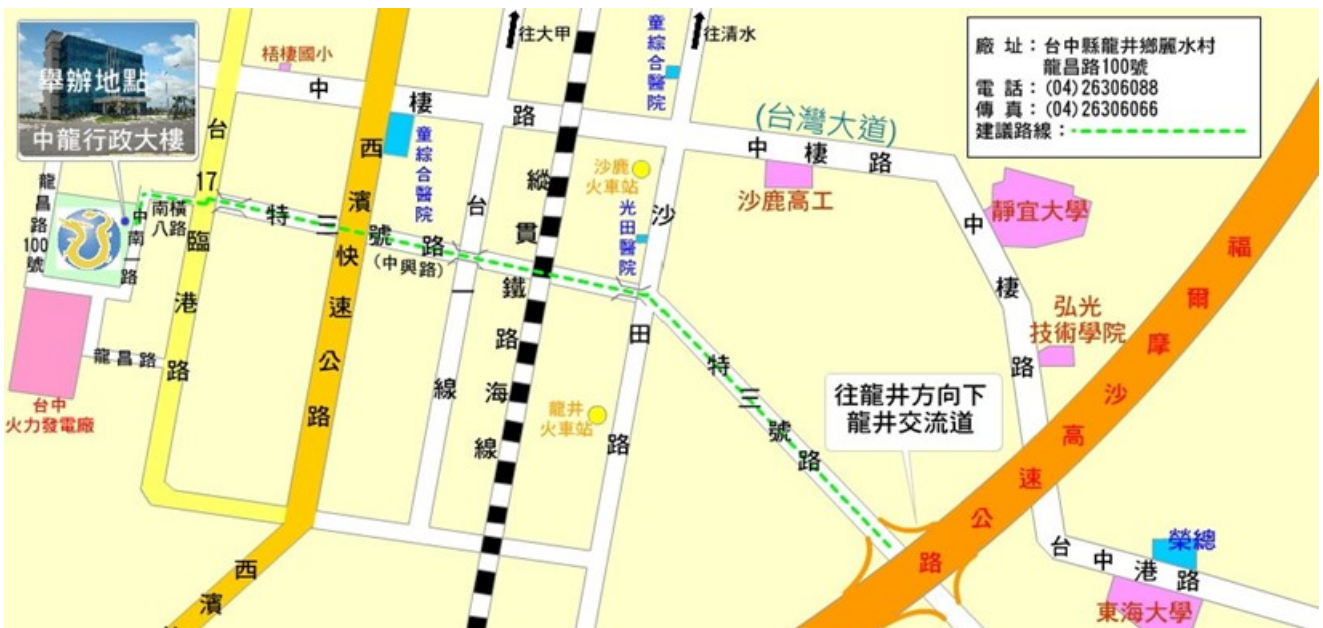 舉辦地點
中龍行政大樓
梧棲國小
往大甲
童綜合醫院
往清水
廠 址：台中縣龍井鄉麗水村
龍昌路100號
電 話：(04)26306088
傳 真：(04)26306066
建議路線：
中棲路
(台灣大道)
中棲路
中棲路
台17
臨港路
西濱快速公路
童綜合醫院
台一線
縱貫鐵路海線
沙鹿
火車站
光田醫院
沙田路
沙鹿高工
靜宜大學
弘光
技術學院
福爾摩沙高速公路
龍昌路100號
中南一路
南橫
八路
特三號路
(中興路)
特三號路
龍昌路
台中
火力發電廠
龍井
火車站
往龍井方向下
龍井交流道
西濱
台中港路
榮總
東海大學